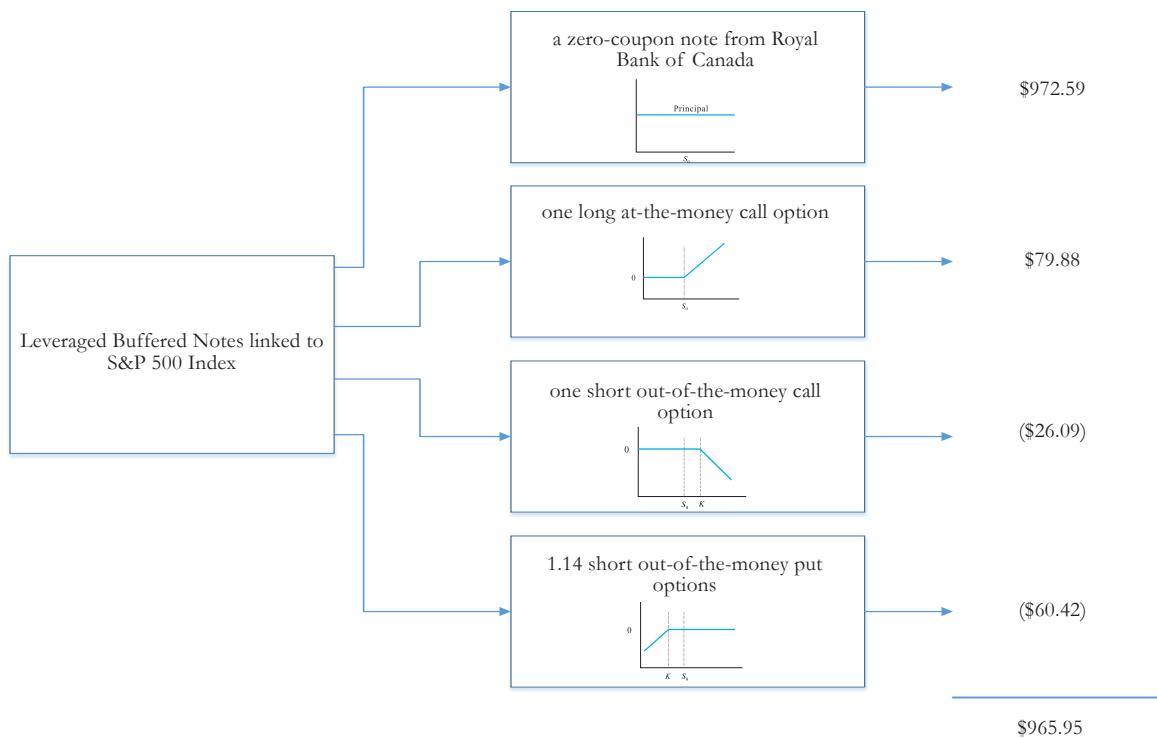 a zero-coupon note from Royal
Bank of Canada
Principal
S₀
$972.59
one long at-the-money call option
0
S₀
$79.88
Leveraged Buffered Notes linked to
S&P 500 Index
one short out-of-the-money call
option
0
S₀ K
($26.09)
1.14 short out-of-the-money put
options
0
K S₀
($60.42)
$965.95